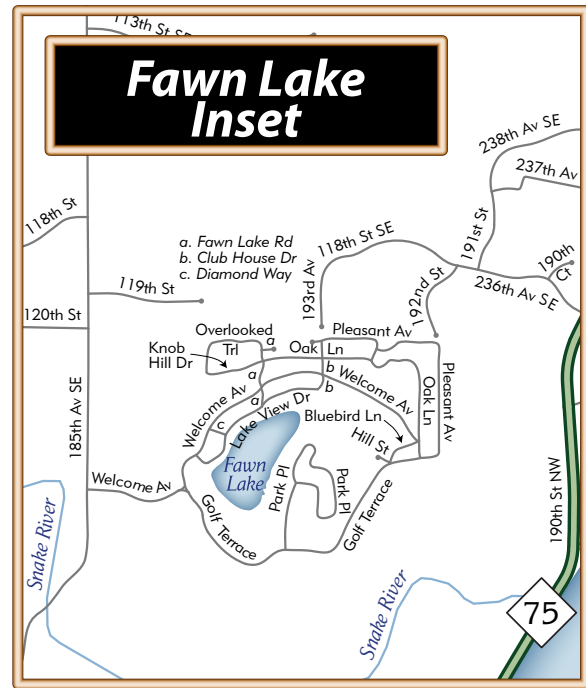 113th St SE
Fawn Lake
Inset
238th Av SE
237th Av
118th St
a. Fawn Lake Rd
b. Club House Dr
c. Diamond Way
118th St SE
191st St
190th
Ct
119th St
193rd Av
192nd St
236th Av SE
120th St
Overlooked
Trl
a
Oak Ln
Pleasant Av
Knob
Hill Dr
a
b
Welcome Av
b
Oak Ln
Pleasant Av
185th Av SE
Welcome Av
a
Lake View Dr
c
Bluebird Ln
Hill St
Fawn
Lake
Welcome Av
Park Pl
Park Pl
Golf Terrace
Golf Terrace
190th St NW
Snake River
Snake River
75